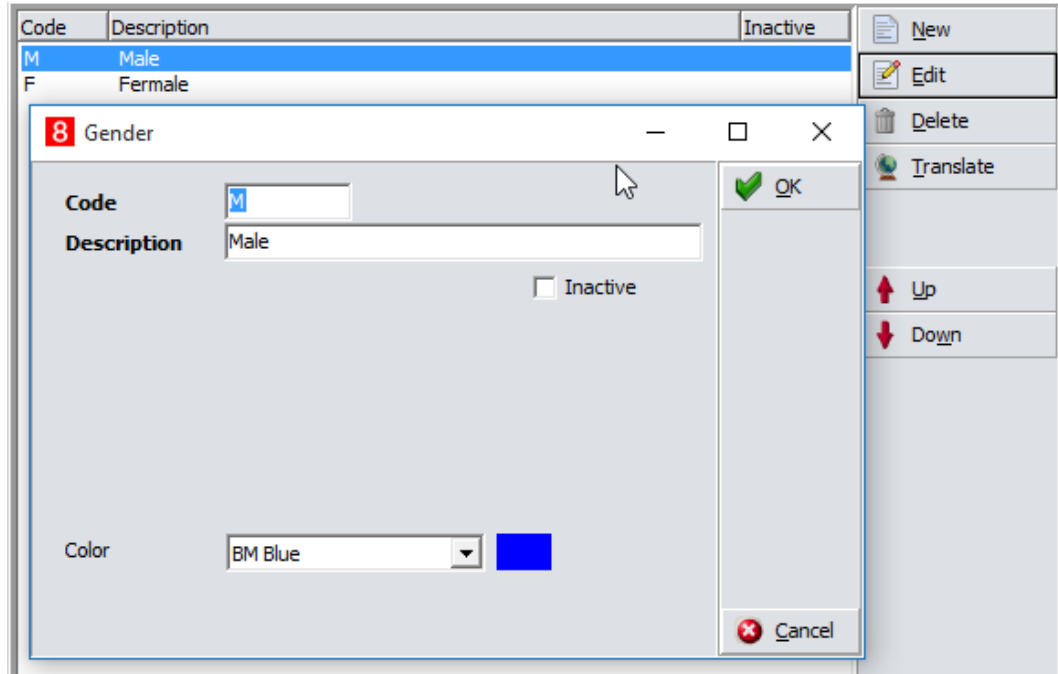 Code Description Inactive
M Male
F Fermale
New
Edit
Delete
Translate
Up
Down
8 Gender
Code M
Description Male
Inactive
Color BM Blue
OK
Cancel